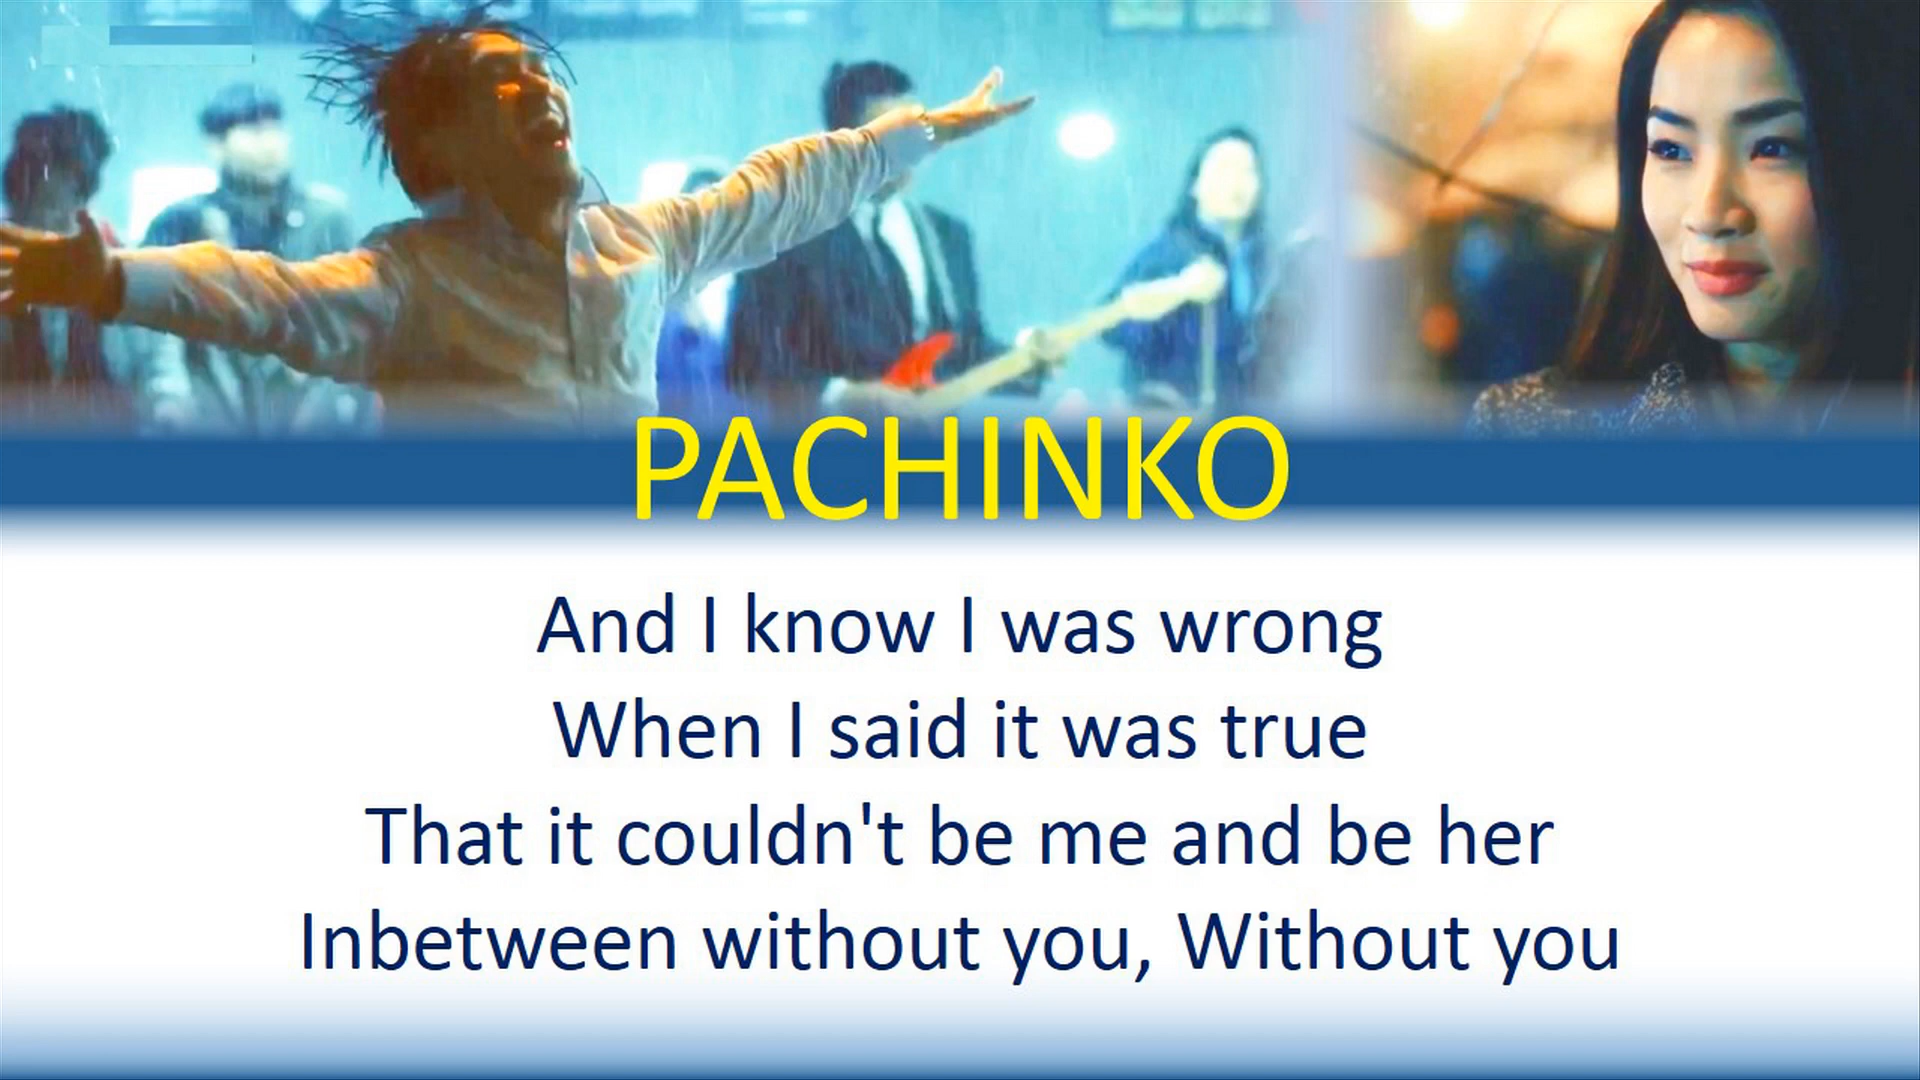 PACHINKO
And I know I was wrong
When I said it was true
That it couldn't be me and be her
Inbetween without you, Without you